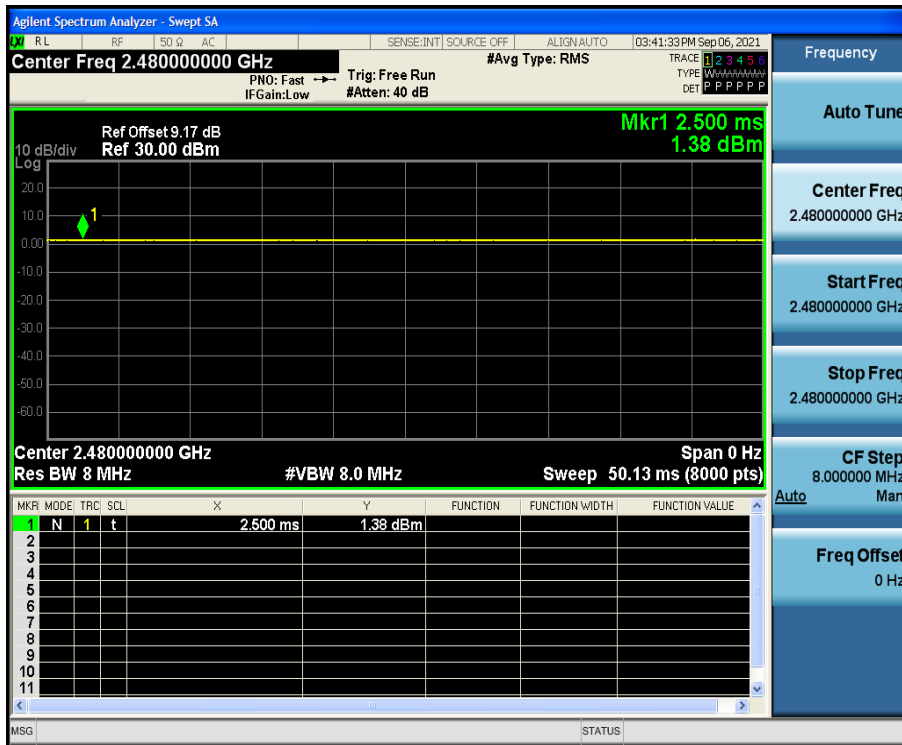 Agilent Spectrum Analyzer - Swept SA
LXI RL RF 50 Ω AC SENSE:INT SOURCE OFF ALIGN AUTO 03:41:33 PM Sep 06, 2021
Center Freq 2.480000000 GHz #Avg Type: RMS TRACE 1 2 3 4 5 6
PNO: Fast Trig: Free Run TYPE W
IFGain:Low #Atten: 40 dB DET P P P P P P
Mkr1 2.500 ms
1.38 dBm
Ref Offset 9.17 dB
10 dB/div Ref 30.00 dBm
Log
20.0
10.0
1
0.00
-10.0
-20.0
-30.0
-40.0
-50.0
-60.0
Center 2.480000000 GHz Span 0 Hz
Res BW 8 MHz #VBW 8.0 MHz Sweep 50.13 ms (8000 pts)
MKR MODE TRC SCL X Y FUNCTION FUNCTION WIDTH FUNCTION VALUE
1 N 1 t 2.500 ms 1.38 dBm
2
3
4
5
6
7
8
9
10
11
MSG STATUS
Frequency
Auto Tune
Center Freq
2.480000000 GHz
Start Freq
2.480000000 GHz
Stop Freq
2.480000000 GHz
CF Step
8.000000 MHz
Auto Man
Freq Offset
0 Hz